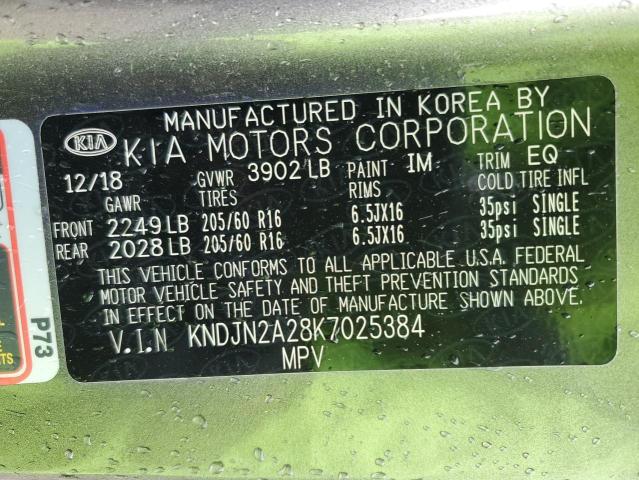 MANUFACTURED IN KOREA BY
KIA KIA MOTORS CORPORATION
12/18 GVWR 3902 LB PAINT IM TRIM EQ
GAWR TIRES RIMS COLD TIRE INFL
FRONT 2249 LB 205/60 R16 6.5JX16 35psi SINGLE
REAR 2028 LB 205/60 R16 6.5JX16 35psi SINGLE
THIS VEHICLE CONFORMS TO ALL APPLICABLE U.S.A. FEDERAL
MOTOR VEHICLE SAFETY AND THEFT PREVENTION STANDARDS
IN EFFECT ON THE DATE OF MANUFACTURE SHOWN ABOVE.
V.I.N KNDJN2A28K7025384
MPV
P73